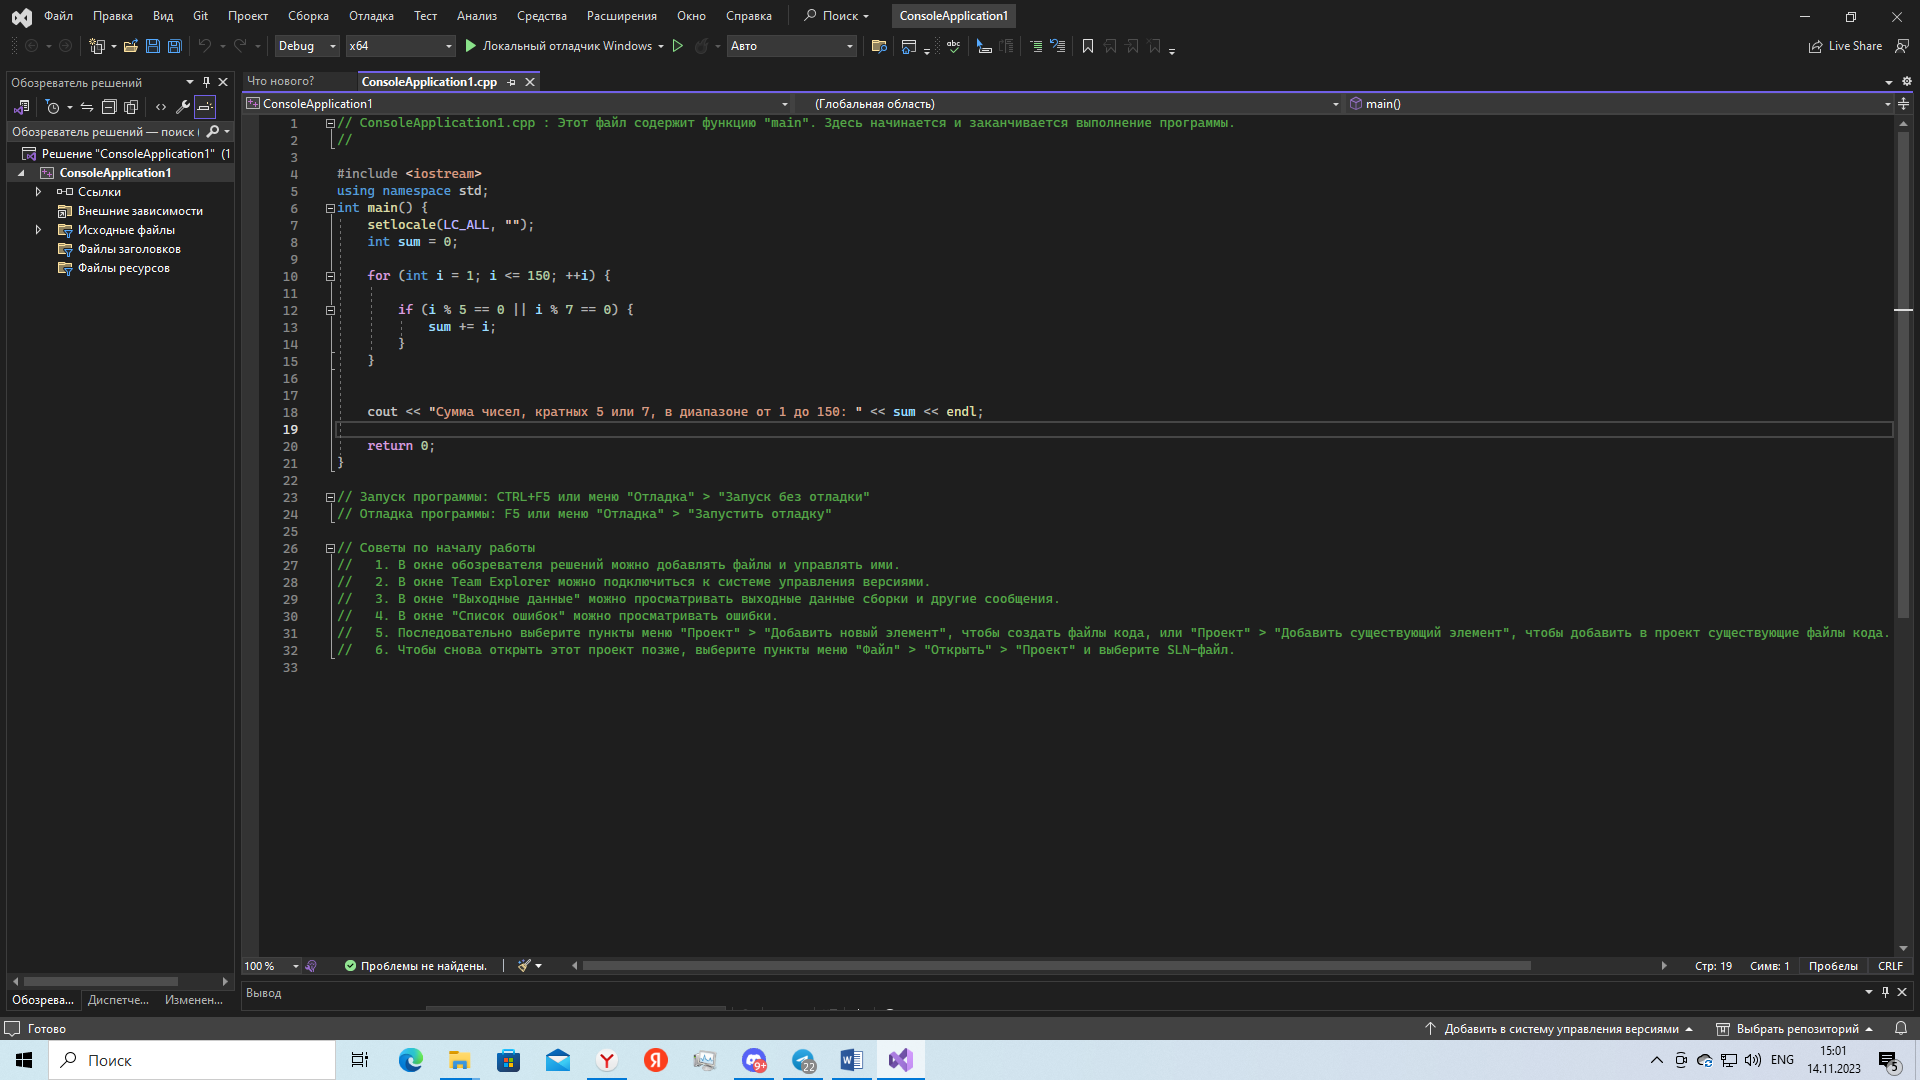 Файл Правка Вид Git Проект Сборка Отладка Тест Анализ Средства Расширения Окно Справка Поиск ConsoleApplication1
Debug x64 Локальный отладчик Windows Авто Live Share
Обозреватель решений
Обозреватель решений — поиск (
Решение "ConsoleApplication1" (1
ConsoleApplication1
Ссылки
Внешние зависимости
Исходные файлы
Файлы заголовков
Файлы ресурсов
Обозрева... Диспетче... Изменен...
Что нового? ConsoleApplication1.cpp
ConsoleApplication1 (Глобальная область) main()
1 // ConsoleApplication1.cpp : Этот файл содержит функцию "main". Здесь начинается и заканчивается выполнение программы.
2 //
3
4 #include <iostream>
5 using namespace std;
6 int main() {
7 setlocale(LC_ALL, "");
8 int sum = 0;
9
10 for (int i = 1; i <= 150; ++i) {
11
12 if (i % 5 == 0 || i % 7 == 0) {
13 sum += i;
14 }
15 }
16
17
18 cout << "Сумма чисел, кратных 5 или 7, в диапазоне от 1 до 150: " << sum << endl;
19
20 return 0;
21 }
22
23 // Запуск программы: CTRL+F5 или меню "Отладка" > "Запуск без отладки"
24 // Отладка программы: F5 или меню "Отладка" > "Запустить отладку"
25
26 // Советы по началу работы
27 // 1. В окне обозревателя решений можно добавлять файлы и управлять ими.
28 // 2. В окне Team Explorer можно подключиться к системе управления версиями.
29 // 3. В окне "Выходные данные" можно просматривать выходные данные сборки и другие сообщения.
30 // 4. В окне "Список ошибок" можно просматривать ошибки.
31 // 5. Последовательно выберите пункты меню "Проект" > "Добавить новый элемент", чтобы создать файлы кода, или "Проект" > "Добавить существующий элемент", чтобы добавить в проект существующие файлы кода.
32 // 6. Чтобы снова открыть этот проект позже, выберите пункты меню "Файл" > "Открыть" > "Проект" и выберите SLN-файл.
33
100 % Проблемы не найдены. Стр: 19 Симв: 1 Пробелы CRLF
Вывод
Готово Добавить в систему управления версиями Выбрать репозиторий
Поиск 9+ 22 ENG 15:01
14.11.2023 5